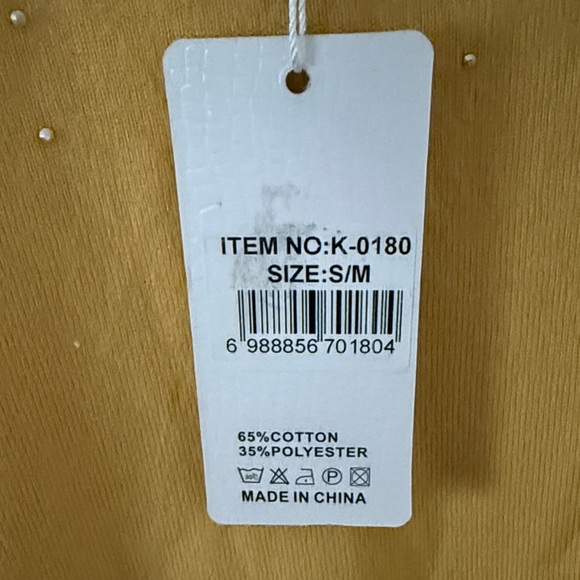 ITEM NO:K-0180
SIZE:S/M
6 988856 701804
65%COTTON
35%POLYESTER
P
MADE IN CHINA